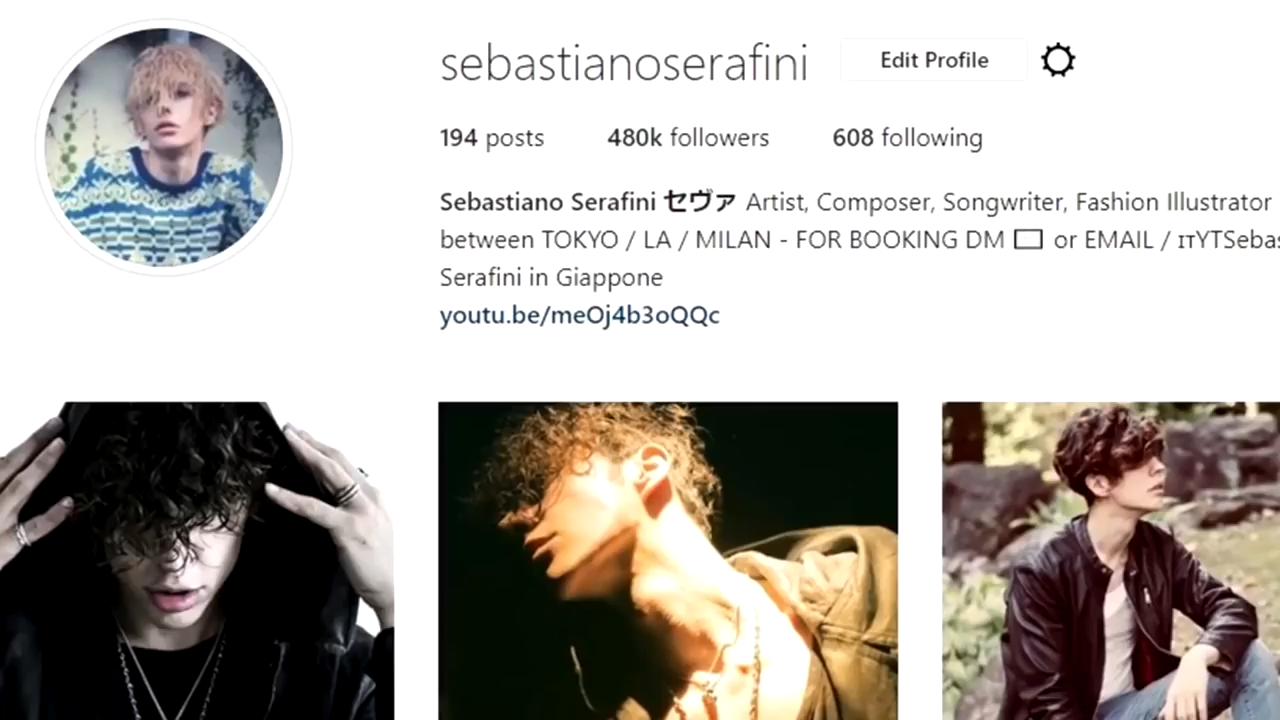 sebastianoserafini Edit Profile
194 posts 480k followers 608 following
Sebastiano Serafini セヴァ Artist, Composer, Songwriter, Fashion Illustrator
between TOKYO / LA / MILAN - FOR BOOKING DM or EMAIL / ɪᴛYTSebas
Serafini in Giappone
youtu.be/meOj4b3oQQc